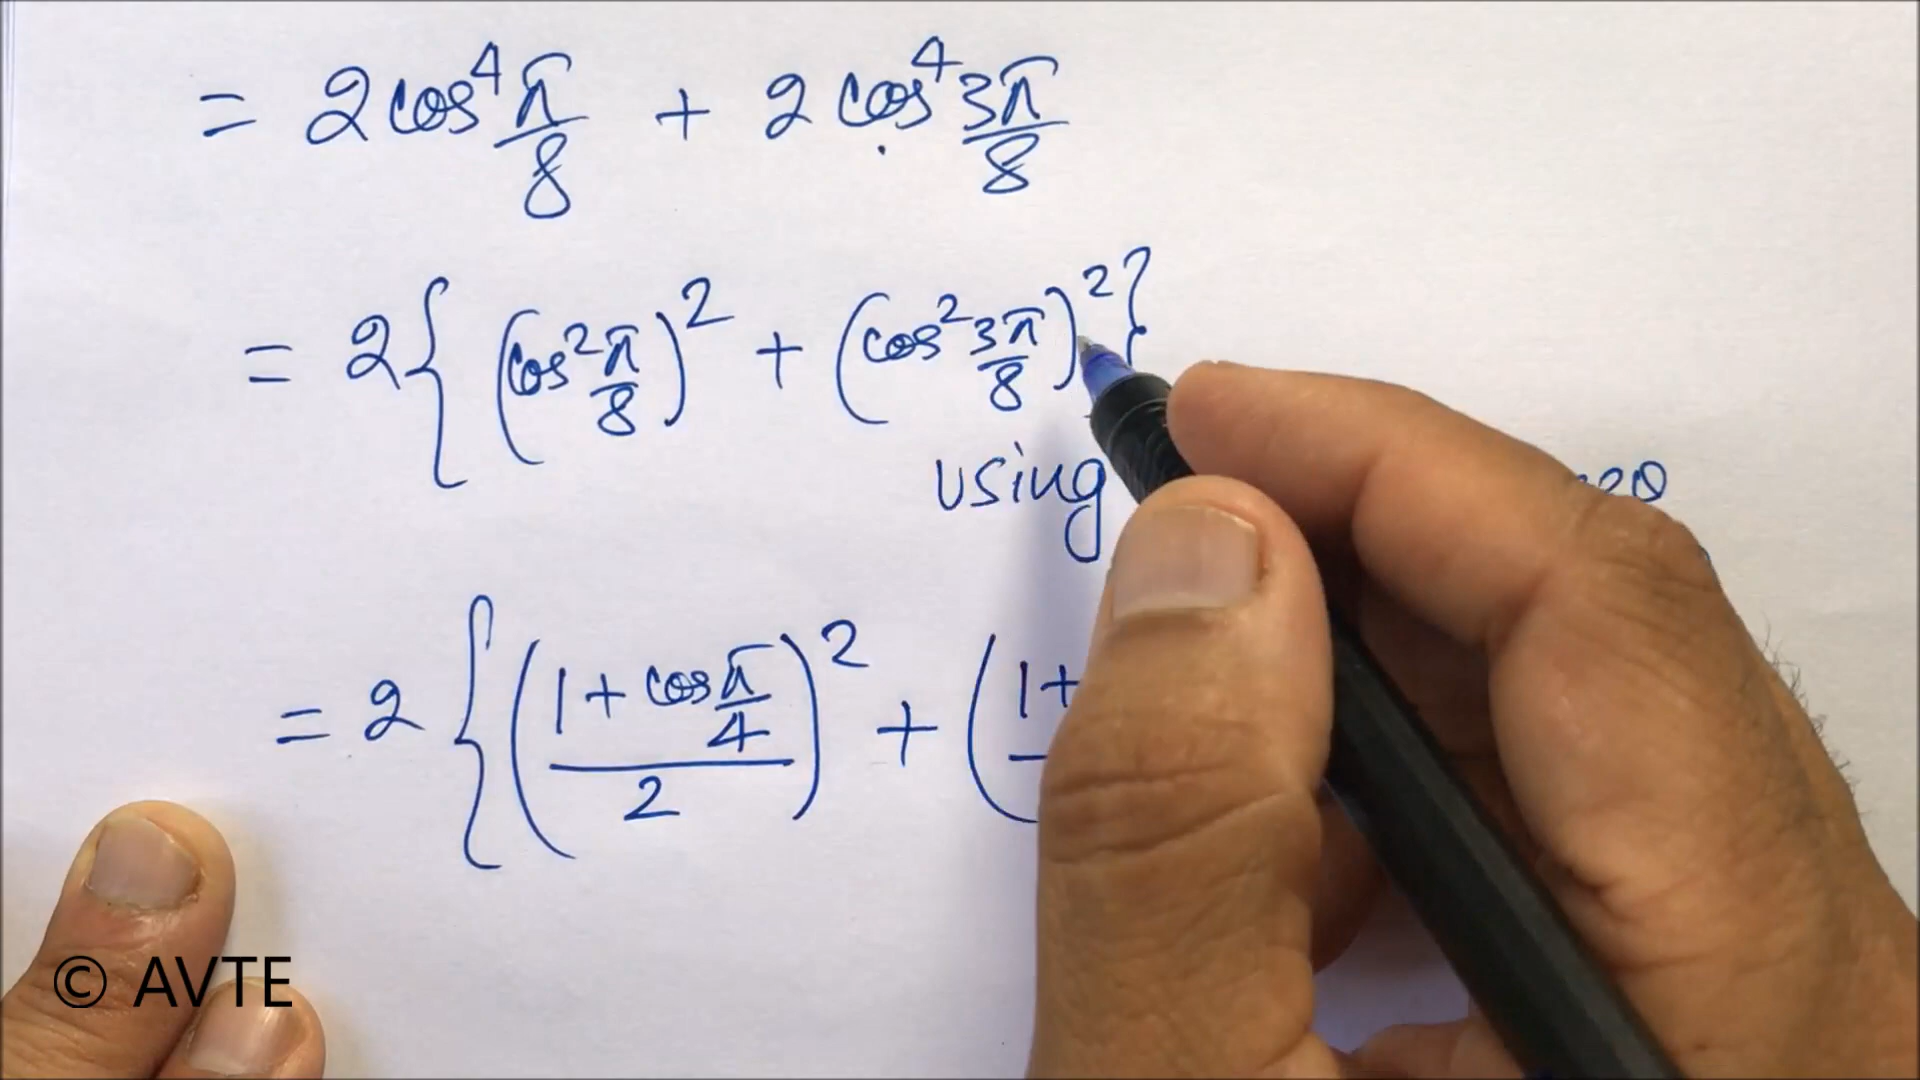 = 2cos⁴ π/8 + 2cos⁴ 3π/8
= 2{(cos² π/8)² + (cos² 3π/8)²}
using 2θ
= 2{((1 + cos π/4)/2)² + (1+
© AVTE